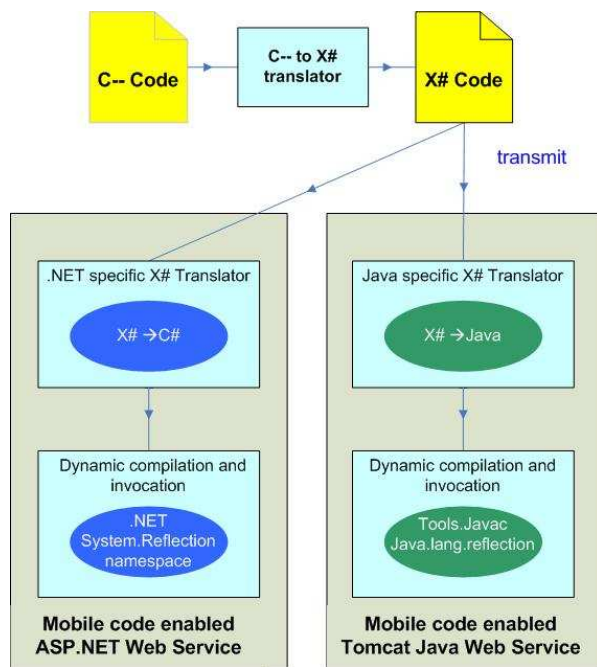 C-- Code
C-- to X#
translator
X# Code
transmit
.NET specific X# Translator
X# →C#
Dynamic compilation and
invocation
.NET
System.Reflection
namespace
Mobile code enabled
ASP.NET Web Service
Java specific X# Translator
X# →Java
Dynamic compilation and
invocation
Tools.Javac
Java.lang.reflection
Mobile code enabled
Tomcat Java Web Service